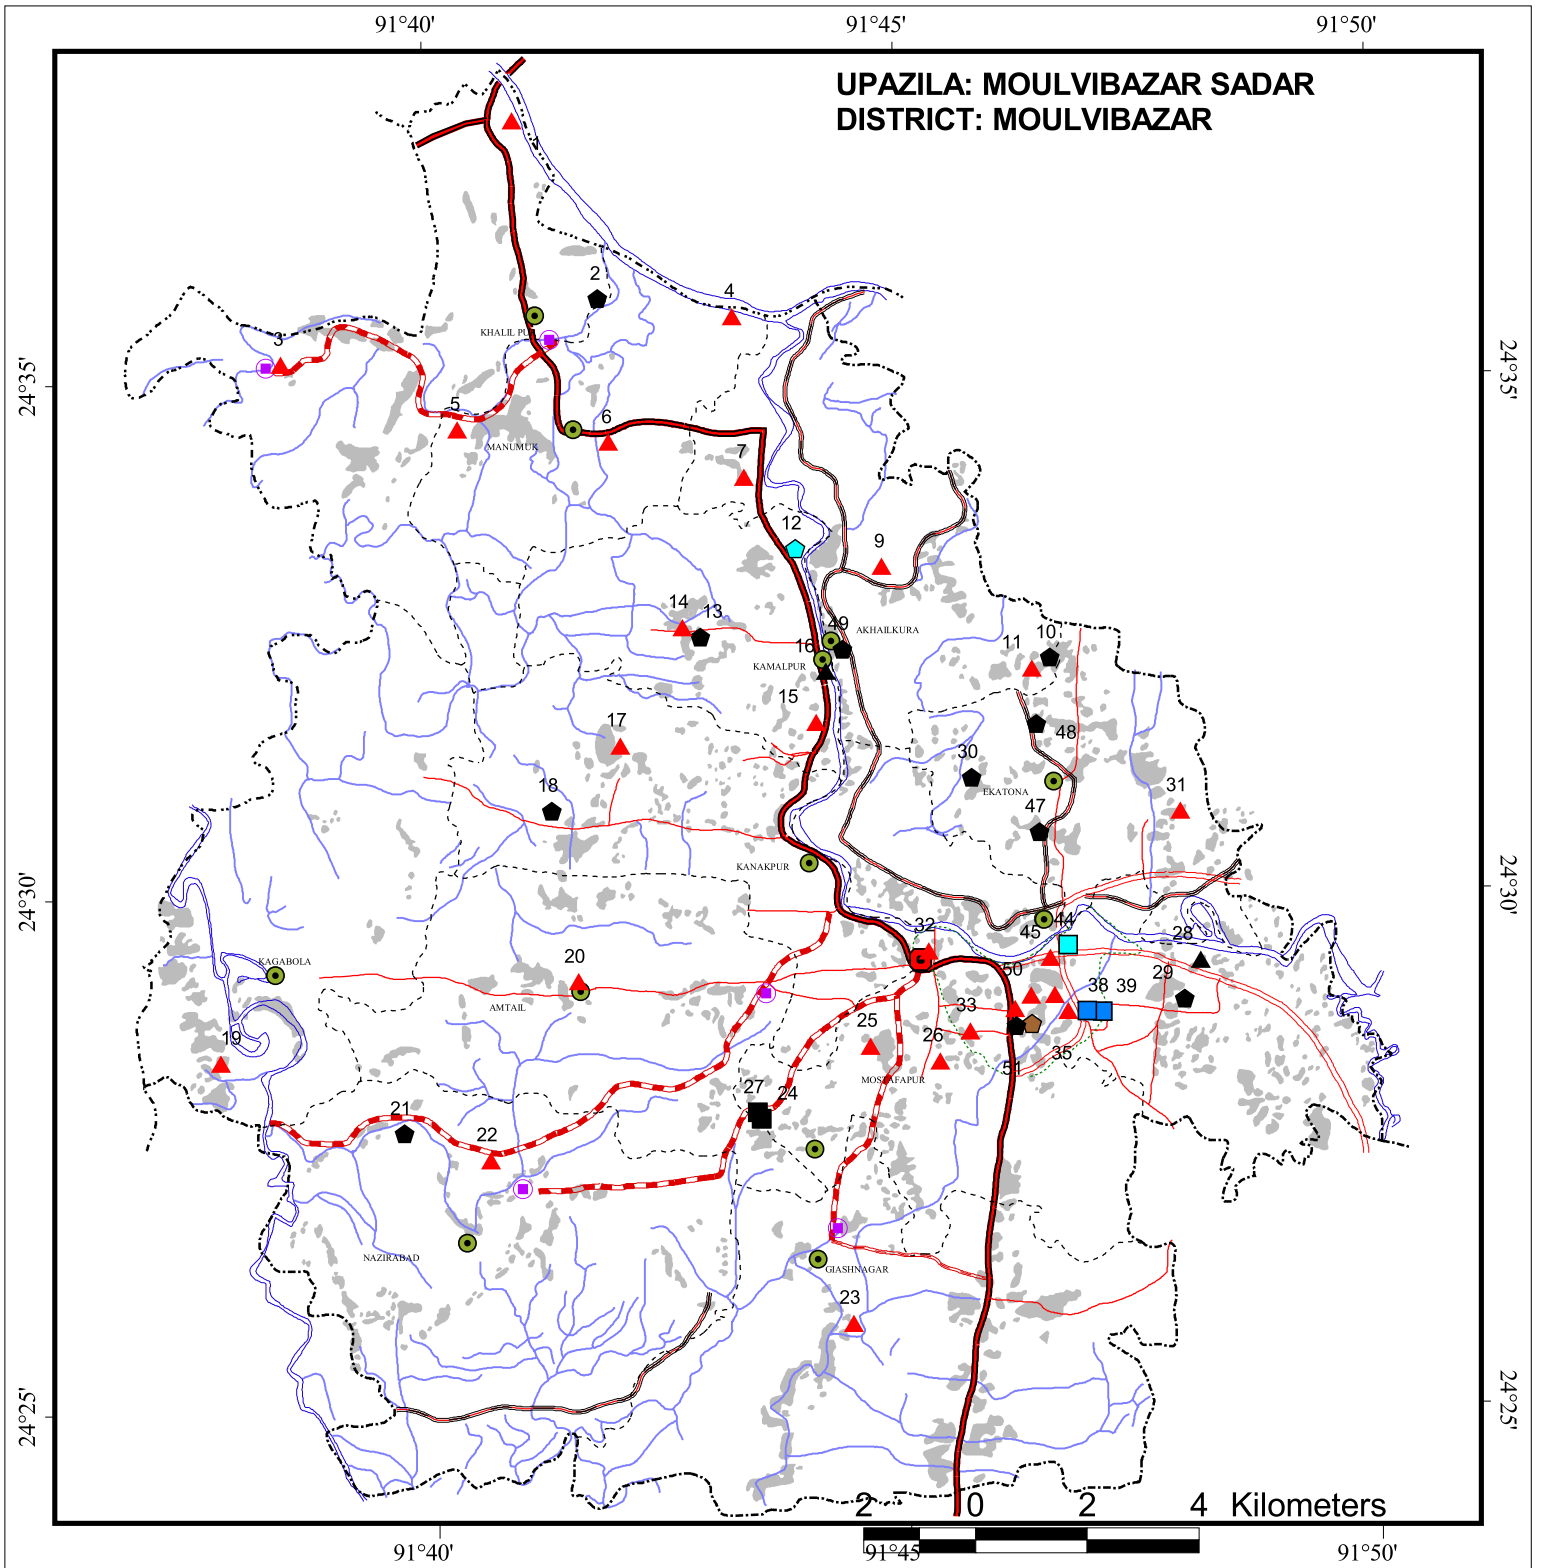 91°40' 91°45' 91°50'
UPAZILA: MOULVIBAZAR SADAR
DISTRICT: MOULVIBAZAR
1
2
4
KHALIL PUR
3
24°35' 24°35'
5
6
MANUMUK
7
12
9
14 13
49 AKHAILKURA
16
KAMALPUR
11 10
15
17
48
30
EKATONA
18
47
31
KANAKPUR
24°30' 24°30'
32
44
45
28
KAGABOLA
20
50
29
AMTAIL
33
38 39
19
25
26
35
51
MOSTAFAPUR
27 24
21
22
NAZIRABAD
GIASHNAGAR
23
24°25' 24°25'
2 0 2 4 Kilometers
91°40' 91°45' 91°50'